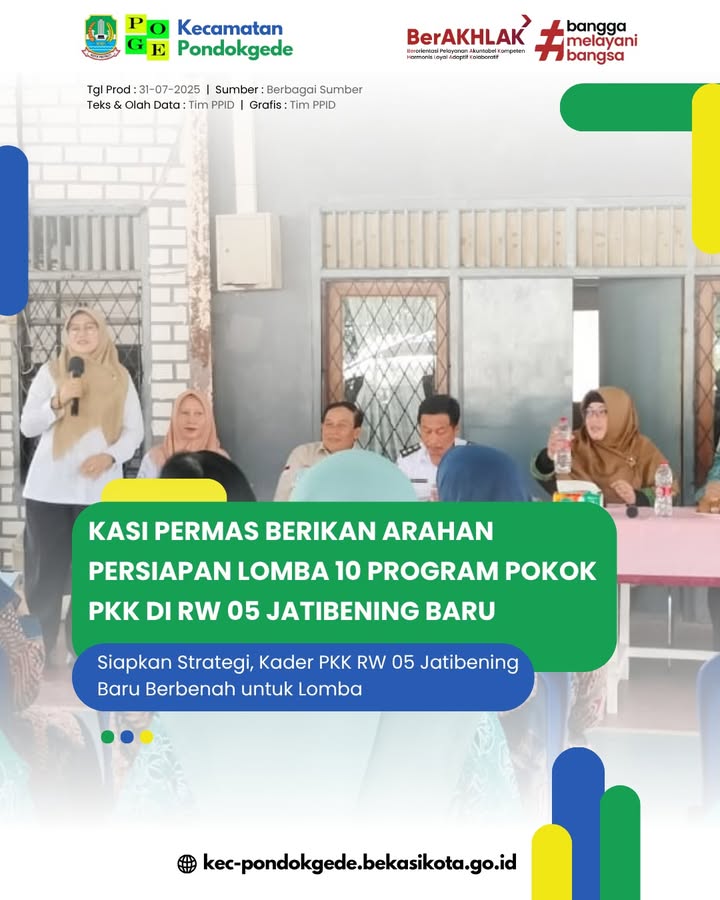 PO
GE
Kecamatan
Pondokgede
BerAKHLAK
Berorientasi Pelayanan Akuntabel Kompeten
Harmonis Loyal Adaptif Kolaboratif
#bangga
melayani
bangsa
Tgl Prod : 31-07-2025 | Sumber : Berbagai Sumber
Teks & Olah Data : Tim PPID | Grafis : Tim PPID
KASI PERMAS BERIKAN ARAHAN
PERSIAPAN LOMBA 10 PROGRAM POKOK
PKK DI RW 05 JATIBENING BARU
Siapkan Strategi, Kader PKK RW 05 Jatibening
Baru Berbenah untuk Lomba
kec-pondokgede.bekasikota.go.id